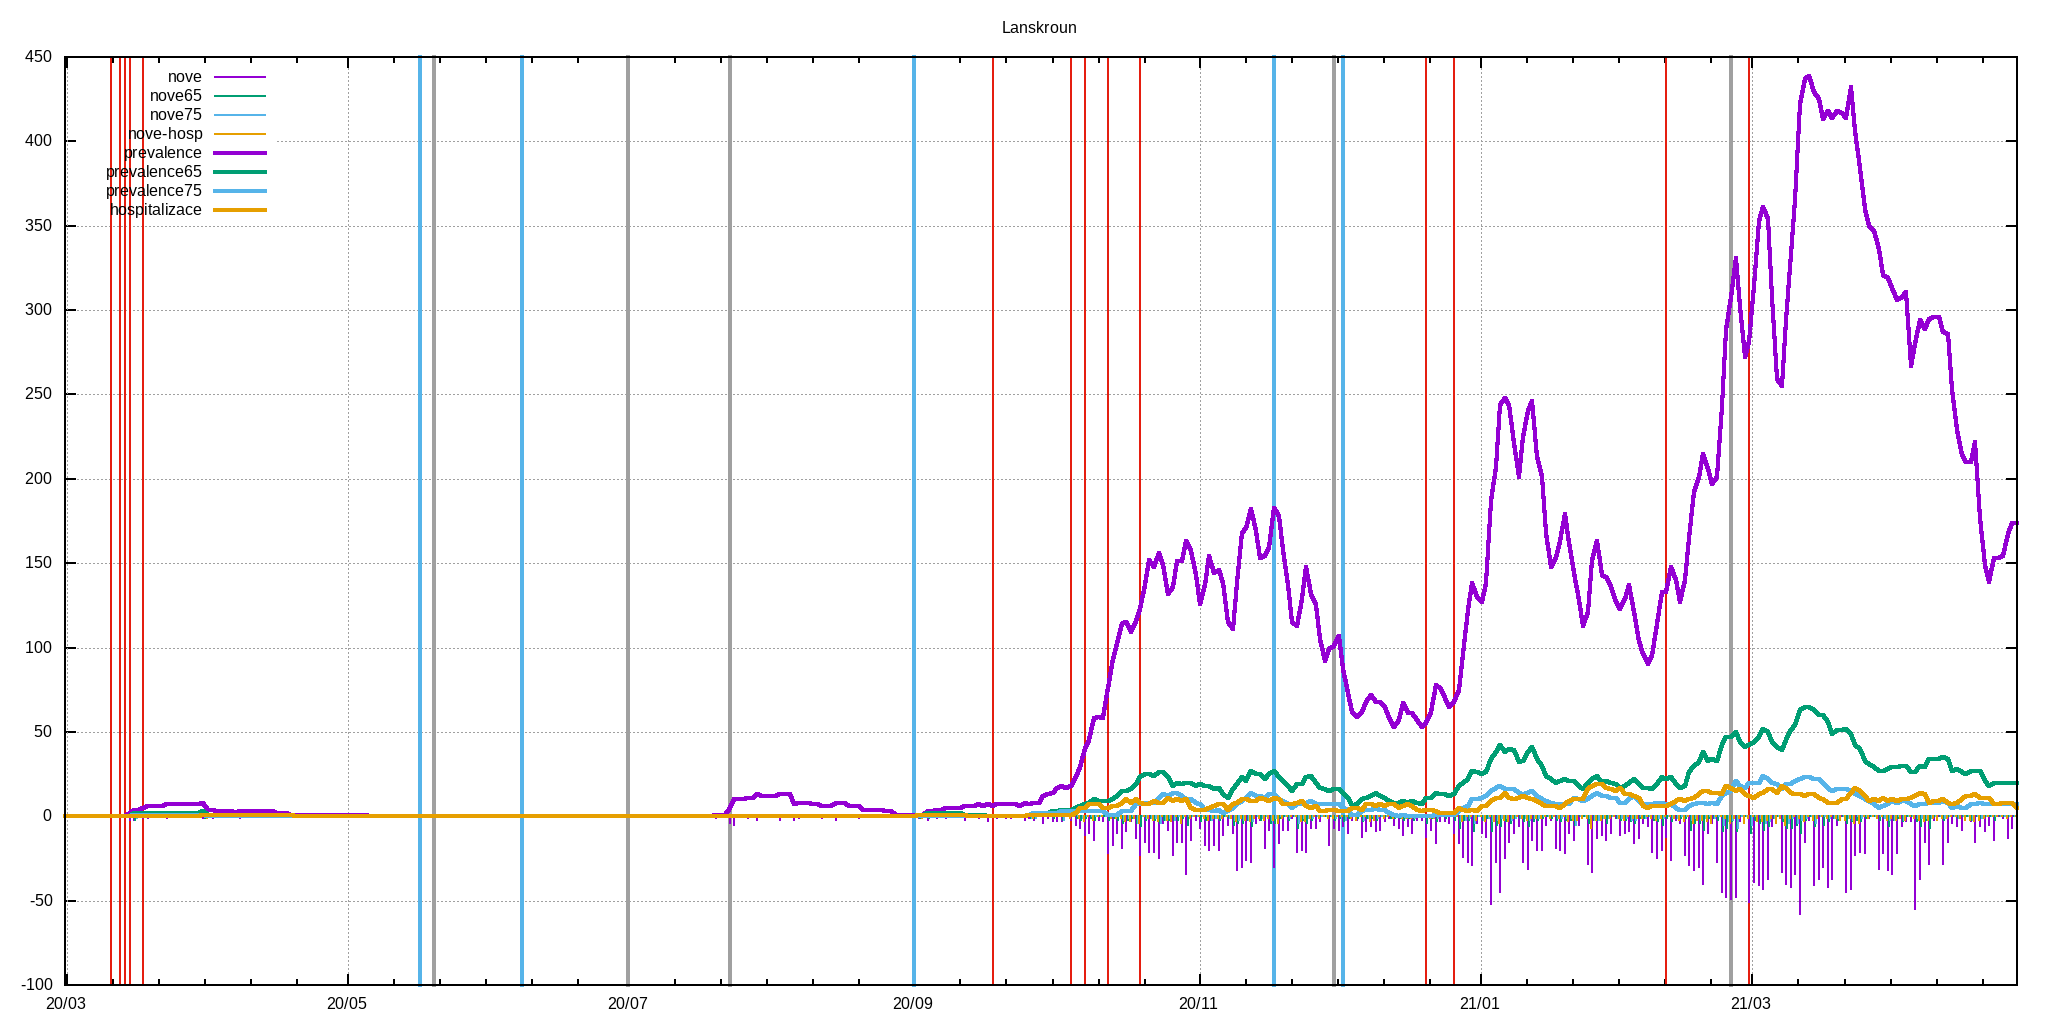 Lanskroun
450
400
350
300
250
200
150
100
50
0
-50
-100
nove
nove65
nove75
nove-hosp
prevalence
prevalence65
prevalence75
hospitalizace
20/03 20/05 20/07 20/09 20/11 21/01 21/03